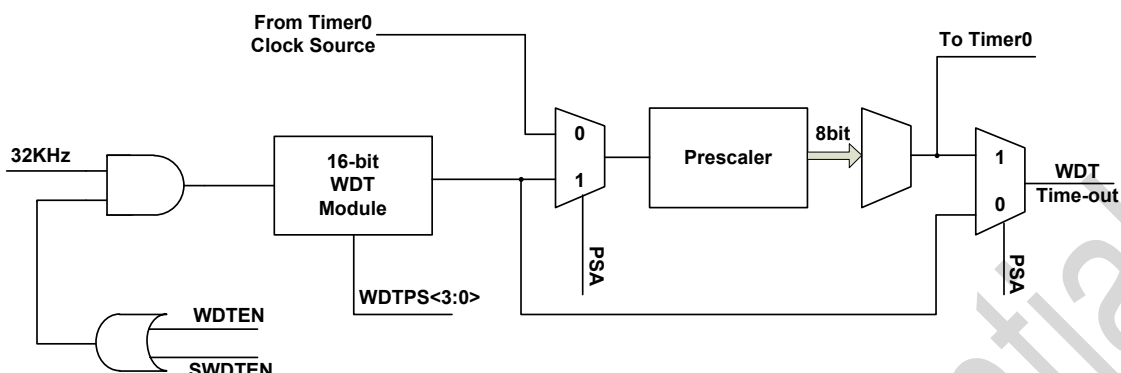 From Timer0
Clock Source
To Timer0
32KHz
16-bit
WDT
Module
0
1
Prescaler
8bit
1
0
WDT
Time-out
PSA
PSA
WDTPS<3:0>
WDTEN
SWDTEN